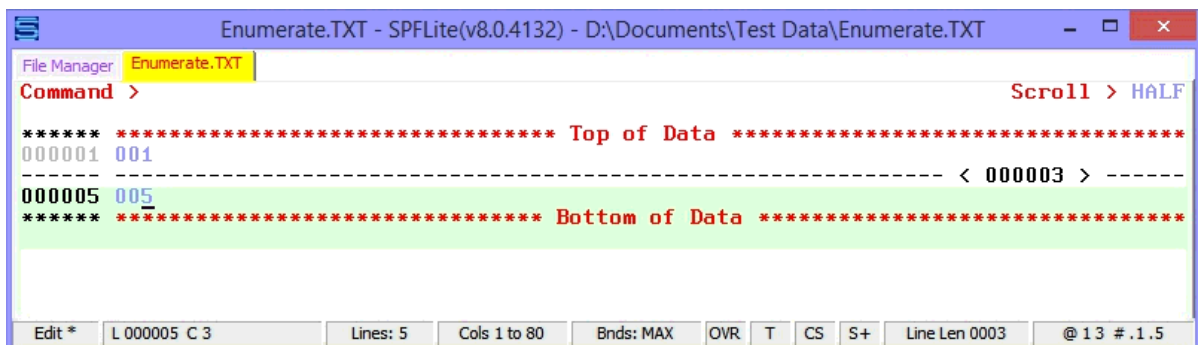 Enumerate.TXT - SPFLite(v8.0.4132) - D:\Documents\Test Data\Enumerate.TXT
File Manager Enumerate.TXT
Command > Scroll > HALF
****** ********************************* Top of Data **********************************
000001 001
------ -------------------------------------------------------------- < 000003 > ------
000005 005
****** ******************************** Bottom of Data ********************************
Edit * L 000005 C 3 Lines: 5 Cols 1 to 80 Bnds: MAX OVR T CS S+ Line Len 0003 @ 1 3 # . 1 . 5